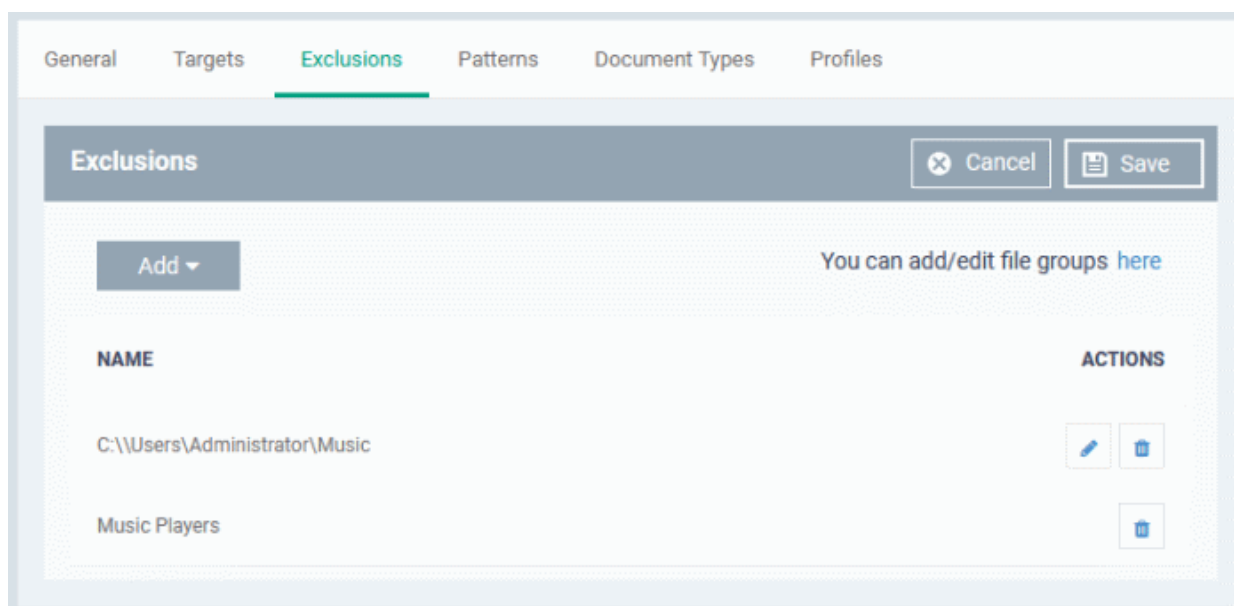 General Targets Exclusions Patterns Document Types Profiles
Exclusions Cancel Save
Add You can add/edit file groups here
NAME ACTIONS
C:\\Users\Administrator\Music
Music Players